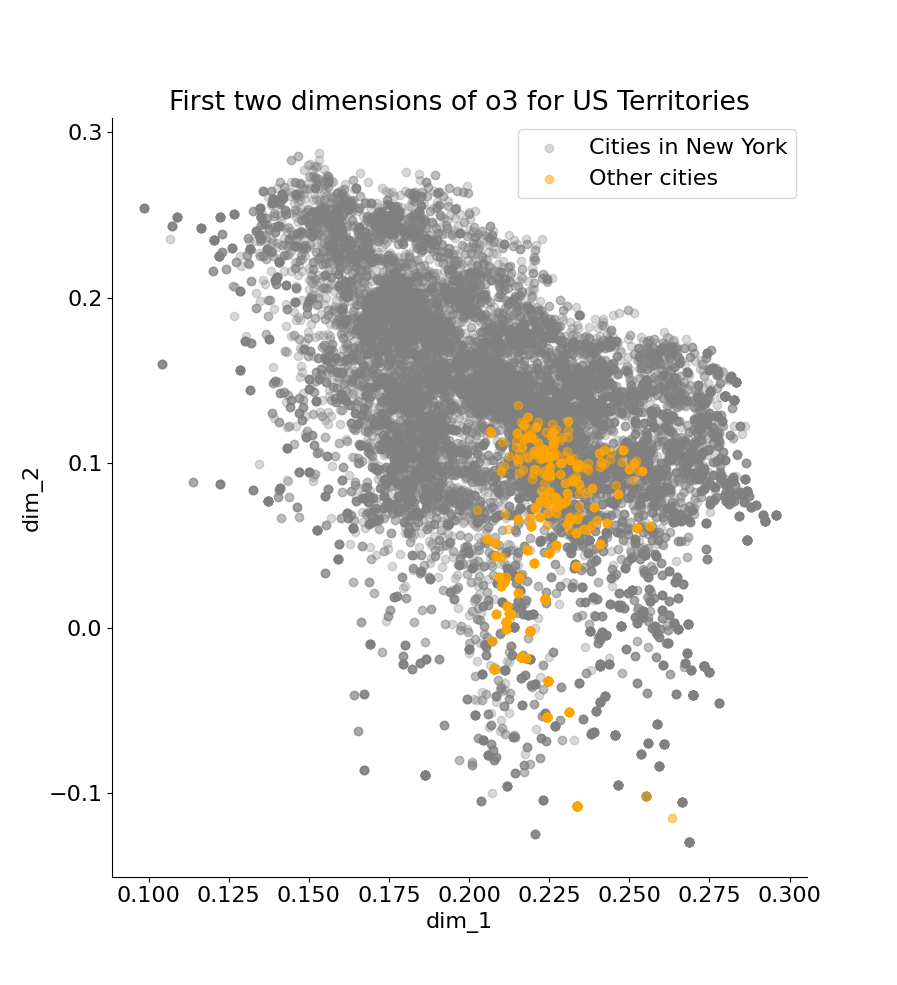 First two dimensions of o3 for US Territories
Cities in New York
Other cities
0.3
0.2
0.1
0.0
−0.1
dim_2
0.100 0.125 0.150 0.175 0.200 0.225 0.250 0.275 0.300
dim_1